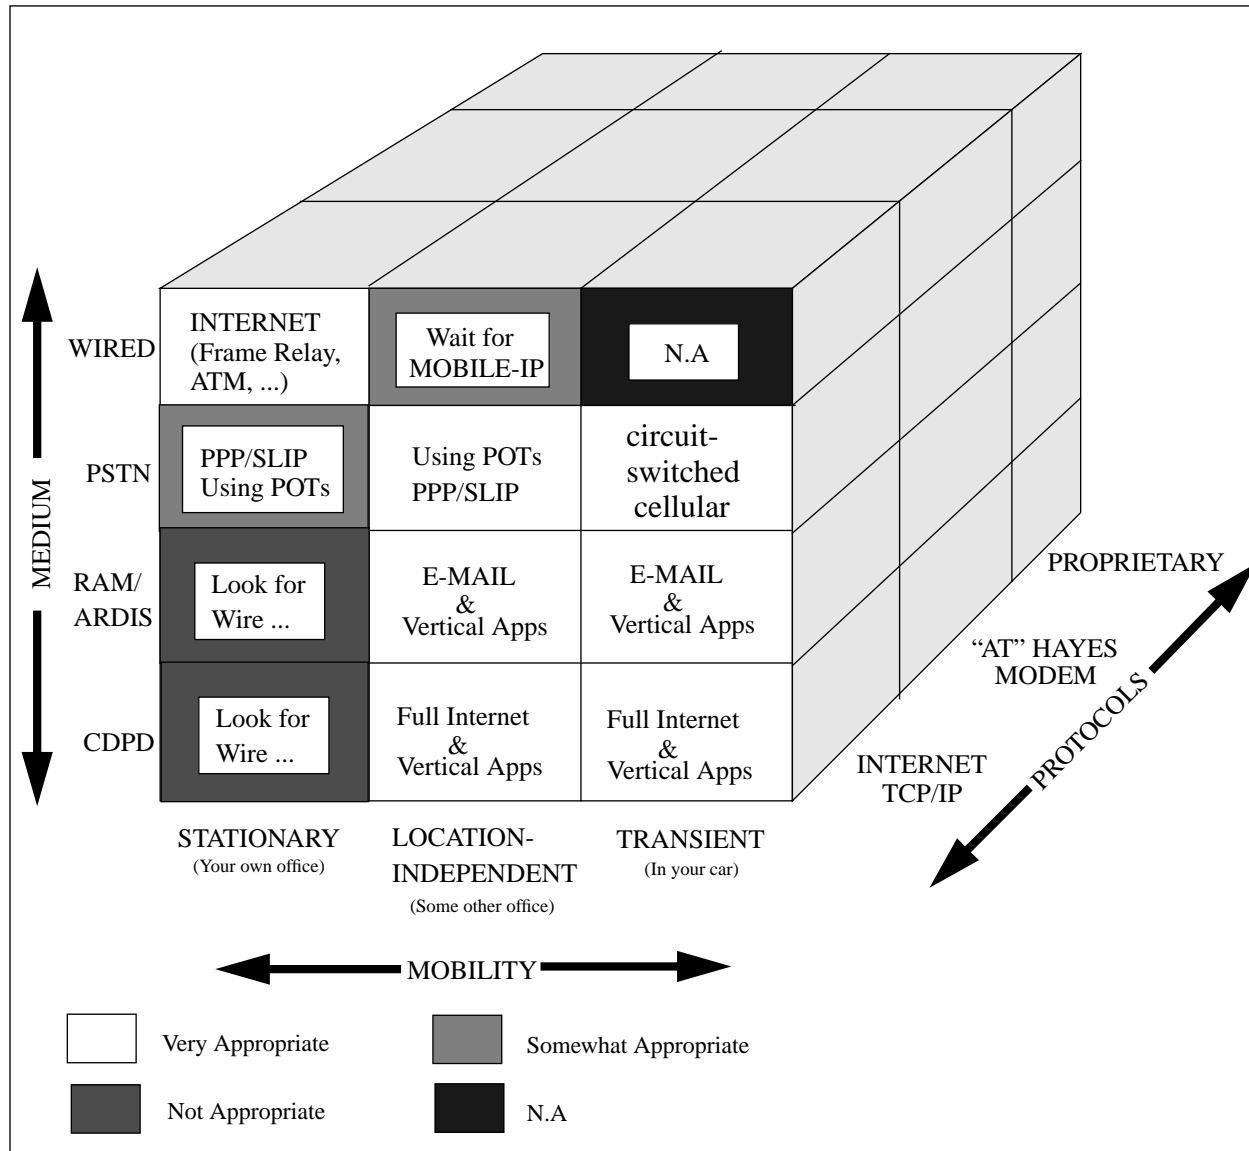 WIRED
INTERNET
(Frame Relay,
ATM, ...)
Wait for
MOBILE-IP
N.A
PSTN
PPP/SLIP
Using POTs
Using POTs
PPP/SLIP
circuit-
switched
cellular
RAM/
ARDIS
Look for
Wire ...
E-MAIL
&
Vertical Apps
E-MAIL
&
Vertical Apps
CDPD
Look for
Wire ...
Full Internet
&
Vertical Apps
Full Internet
&
Vertical Apps
MEDIUM
PROPRIETARY
“AT” HAYES
MODEM
INTERNET
TCP/IP
PROTOCOLS
STATIONARY
(Your own office)
LOCATION-
INDEPENDENT
(Some other office)
TRANSIENT
(In your car)
MOBILITY
Very Appropriate
Somewhat Appropriate
Not Appropriate
N.A